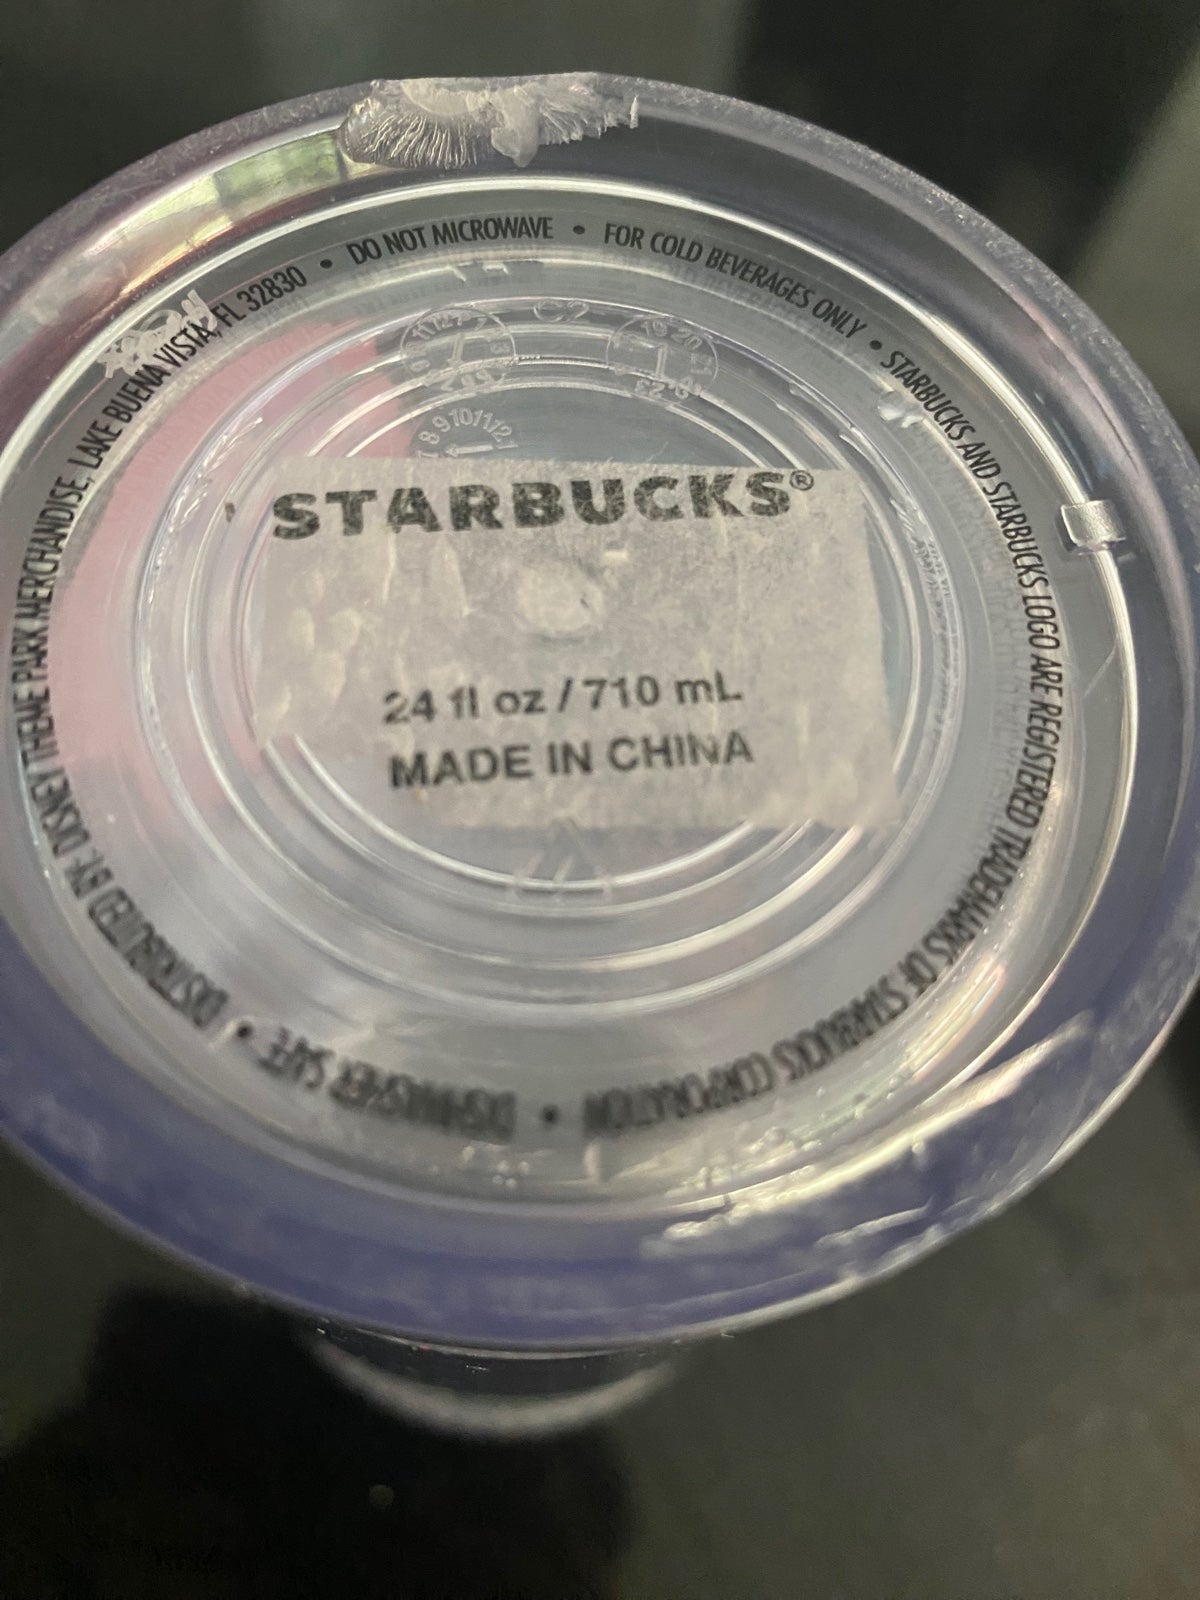 STARBUCKS®
24 fl oz / 710 mL
MADE IN CHINA
DO NOT MICROWAVE • FOR COLD BEVERAGES ONLY • STARBUCKS AND STARBUCKS LOGO ARE REGISTERED TRADEMARKS OF STARBUCKS CORPORATION • DISHWASHER SAFE • DISTRIBUTED BY: DISNEY THEME PARK MERCHANDISE, LAKE BUENA VISTA, FL 32830 •
C2